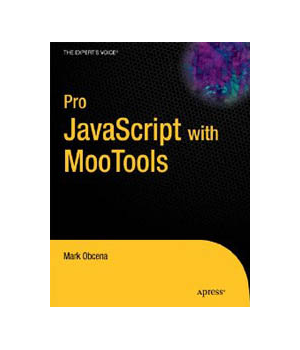 THE EXPERT'S VOICE®
Pro
JavaScript with
MooTools
Mark Obcena
Apress®